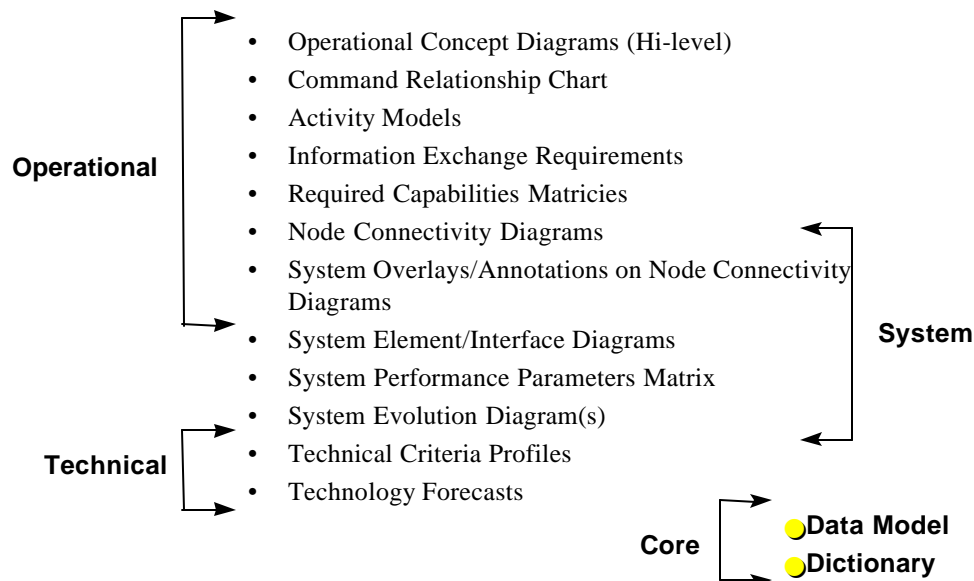 • Operational Concept Diagrams (Hi-level)
• Command Relationship Chart
• Activity Models
Operational
• Information Exchange Requirements
• Required Capabilities Matricies
• Node Connectivity Diagrams
• System Overlays/Annotations on Node Connectivity
Diagrams
• System Element/Interface Diagrams
System
• System Performance Parameters Matrix
• System Evolution Diagram(s)
Technical
• Technical Criteria Profiles
• Technology Forecasts
Core
Data Model
Dictionary